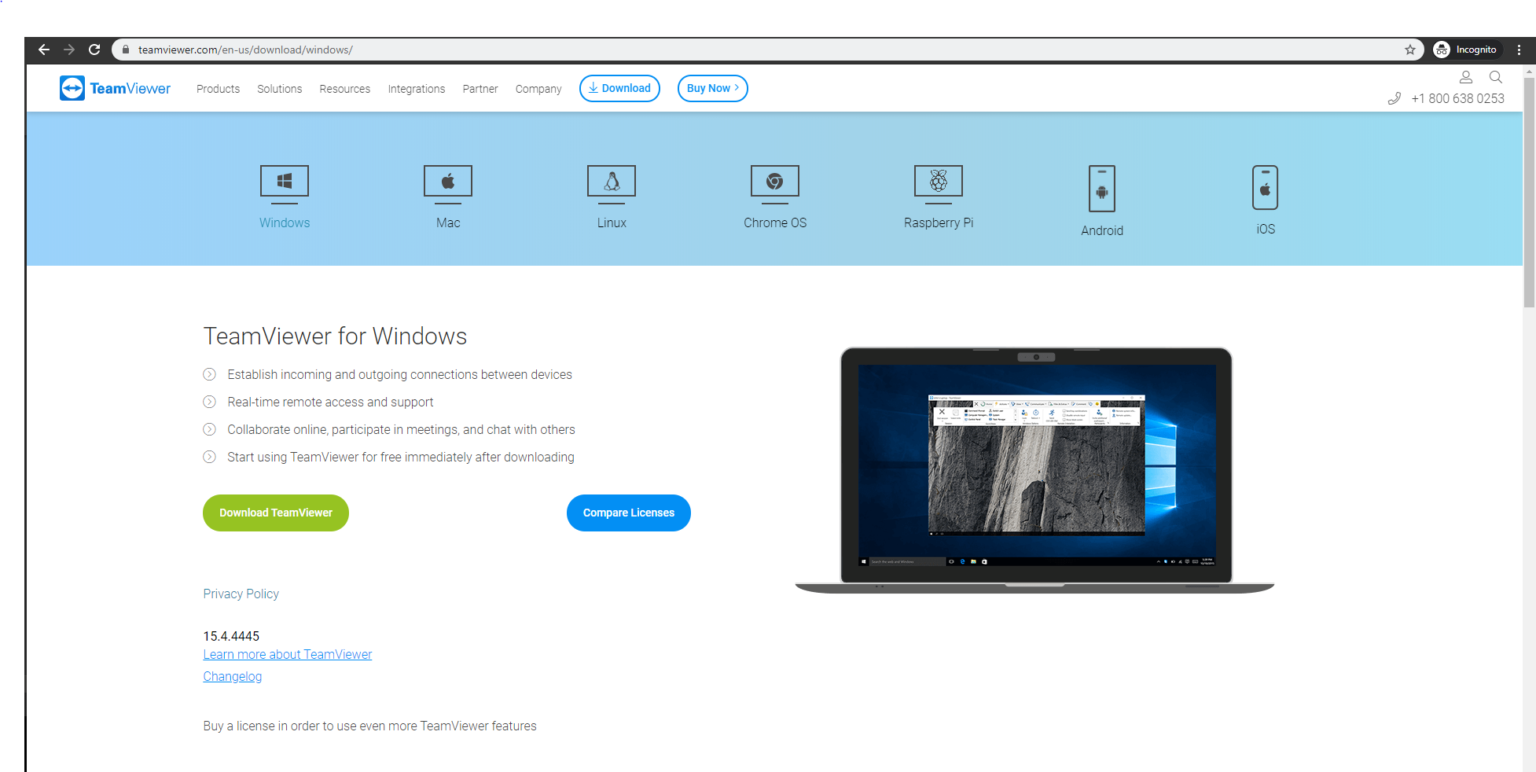 teamviewer.com/en-us/download/windows/
Incognito
TeamViewer
Products
Solutions
Resources
Integrations
Partner
Company
Download
Buy Now
+1 800 638 0253
Windows
Mac
Linux
Chrome OS
Raspberry Pi
Android
iOS
TeamViewer for Windows
Establish incoming and outgoing connections between devices
Real-time remote access and support
Collaborate online, participate in meetings, and chat with others
Start using TeamViewer for free immediately after downloading
Download TeamViewer
Compare Licenses
Privacy Policy
15.4.4445
Learn more about TeamViewer
Changelog
Buy a license in order to use even more TeamViewer features